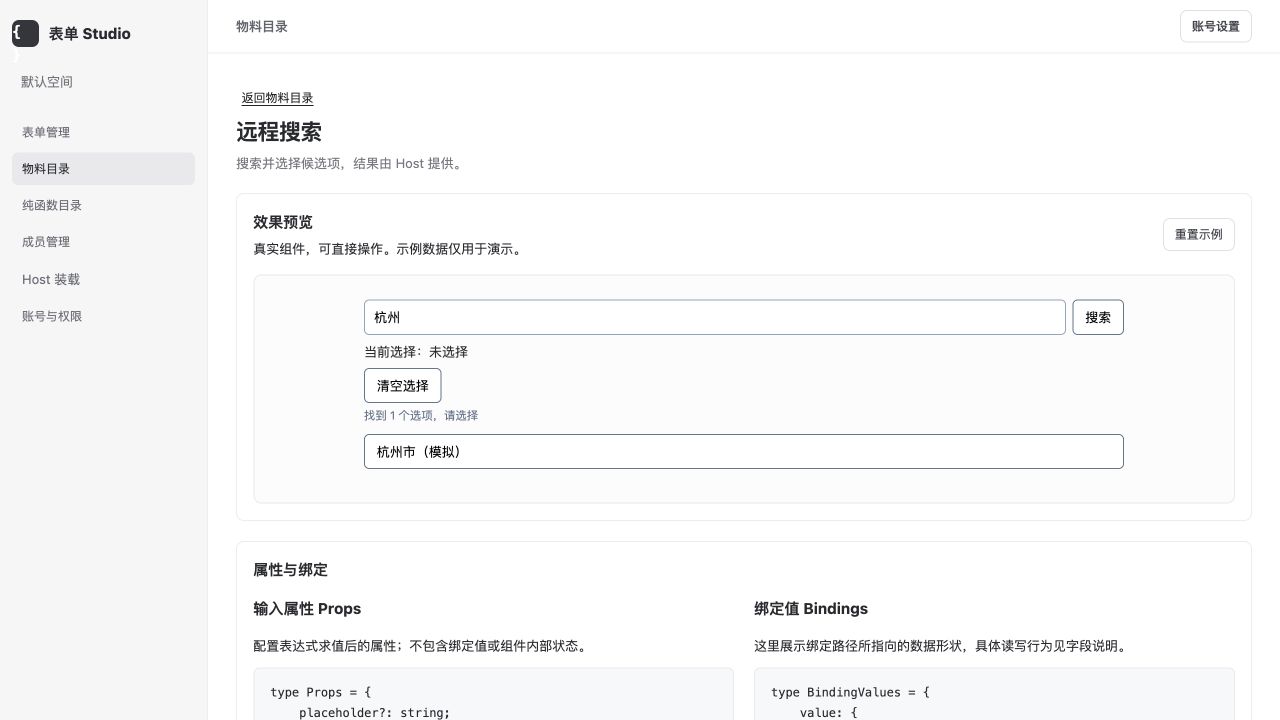 {
}
表单 Studio
默认空间
表单管理
物料目录
纯函数目录
成员管理
Host 装载
账号与权限
物料目录
账号设置
返回物料目录
远程搜索
搜索并选择候选项，结果由 Host 提供。
效果预览
真实组件，可直接操作。示例数据仅用于演示。
重置示例
杭州
搜索
当前选择：未选择
清空选择
找到 1 个选项，请选择
杭州市（模拟）
属性与绑定
输入属性 Props
配置表达式求值后的属性；不包含绑定值或组件内部状态。
type Props = {
    placeholder?: string;
绑定值 Bindings
这里展示绑定路径所指向的数据形状，具体读写行为见字段说明。
type BindingValues = {
    value: {